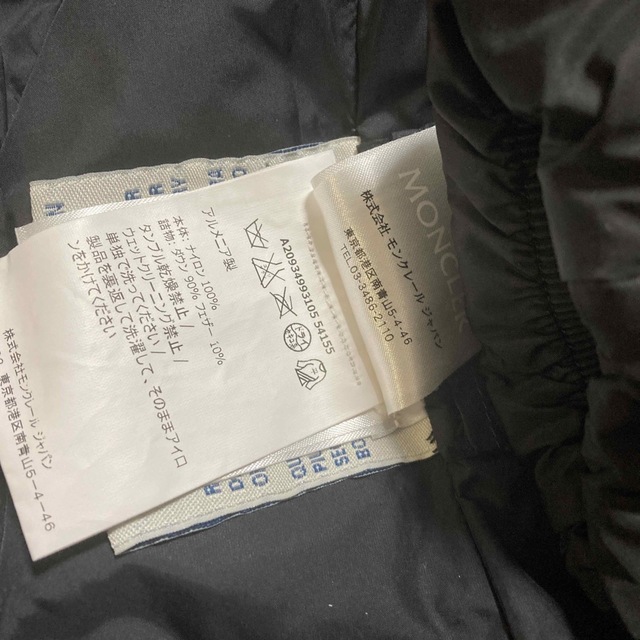 MONCLER
株式会社 モンクレール ジャパン
東京都港区南青山5-4-46
TEL 03-3486-2110
A20934993105 54155
アルメニア製
本体: ナイロン 100%
詰物: ダウン 90% フェザー 10%
タンブル乾燥禁止 /
ウェットクリーニング禁止 /
単独で洗ってください /
製品を裏返して洗濯し、そのままアイロ
ンをかけてください
株式会社モンクレール ジャパン
東京都港区南青山5-4-46